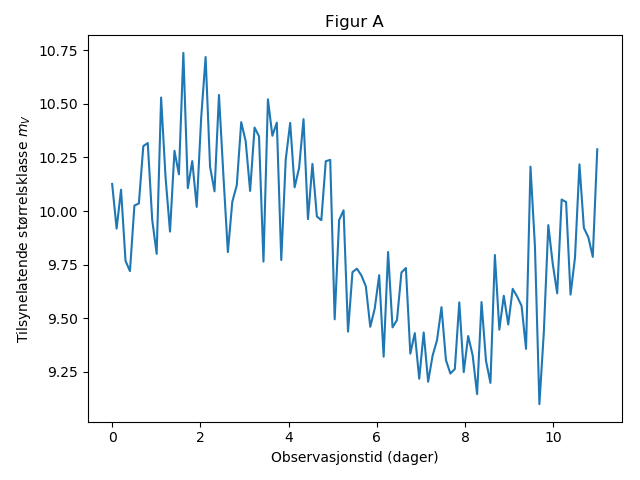 Figur A
Tilsynelatende størrelsklasse m_V
10.75
10.50
10.25
10.00
9.75
9.50
9.25
0 2 4 6 8 10
Observasjonstid (dager)